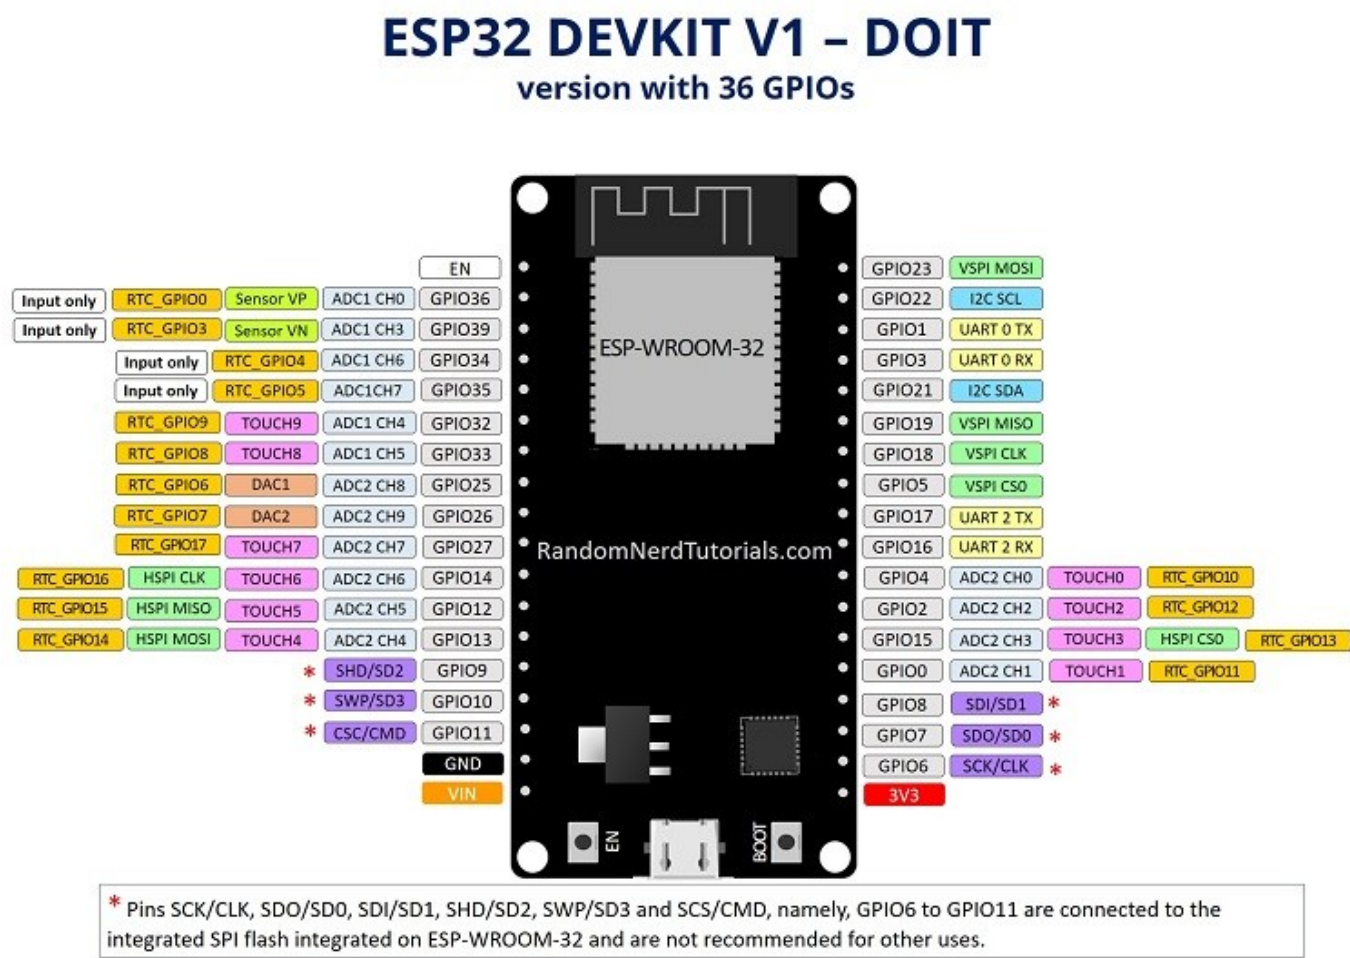 ESP32 DEVKIT V1 – DOIT
version with 36 GPIOs
EN
Input only RTC_GPIO0 Sensor VP ADC1 CH0 GPIO36
Input only RTC_GPIO3 Sensor VN ADC1 CH3 GPIO39
Input only RTC_GPIO4 ADC1 CH6 GPIO34
Input only RTC_GPIO5 ADC1CH7 GPIO35
RTC_GPIO9 TOUCH9 ADC1 CH4 GPIO32
RTC_GPIO8 TOUCH8 ADC1 CH5 GPIO33
RTC_GPIO6 DAC1 ADC2 CH8 GPIO25
RTC_GPIO7 DAC2 ADC2 CH9 GPIO26
RTC_GPIO17 TOUCH7 ADC2 CH7 GPIO27
RTC_GPIO16 HSPI CLK TOUCH6 ADC2 CH6 GPIO14
RTC_GPIO15 HSPI MISO TOUCH5 ADC2 CH5 GPIO12
RTC_GPIO14 HSPI MOSI TOUCH4 ADC2 CH4 GPIO13
* SHD/SD2 GPIO9
* SWP/SD3 GPIO10
* CSC/CMD GPIO11
GND
VIN
ESP-WROOM-32
RandomNerdTutorials.com
EN
BOOT
GPIO23 VSPI MOSI
GPIO22 I2C SCL
GPIO1 UART 0 TX
GPIO3 UART 0 RX
GPIO21 I2C SDA
GPIO19 VSPI MISO
GPIO18 VSPI CLK
GPIO5 VSPI CS0
GPIO17 UART 2 TX
GPIO16 UART 2 RX
GPIO4 ADC2 CH0 TOUCH0 RTC_GPIO10
GPIO2 ADC2 CH2 TOUCH2 RTC_GPIO12
GPIO15 ADC2 CH3 TOUCH3 HSPI CS0 RTC_GPIO13
GPIO0 ADC2 CH1 TOUCH1 RTC_GPIO11
GPIO8 SDI/SD1 *
GPIO7 SDO/SD0 *
GPIO6 SCK/CLK *
3V3
* Pins SCK/CLK, SDO/SD0, SDI/SD1, SHD/SD2, SWP/SD3 and SCS/CMD, namely, GPIO6 to GPIO11 are connected to the
integrated SPI flash integrated on ESP-WROOM-32 and are not recommended for other uses.